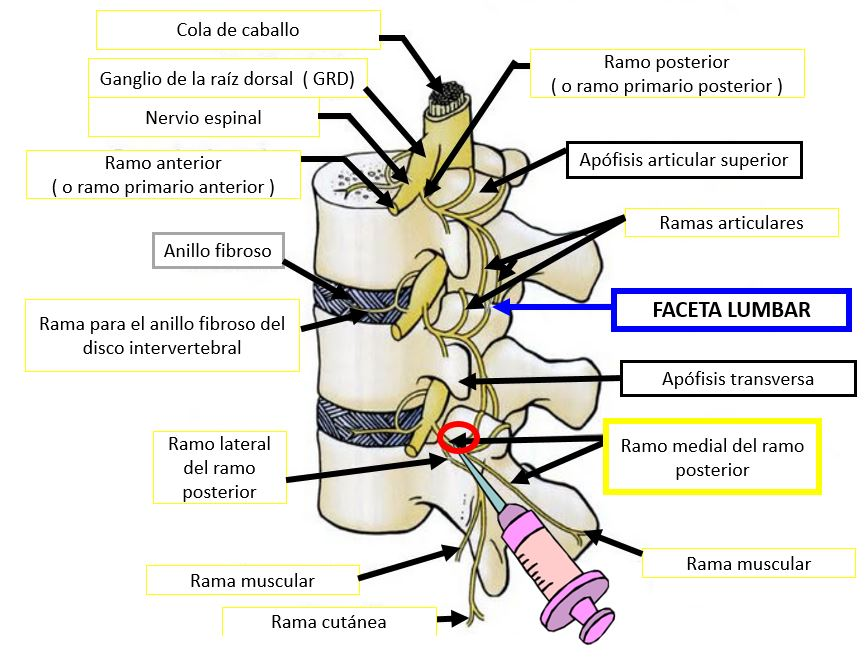 Cola de caballo
Ganglio de la raíz dorsal ( GRD)
Nervio espinal
Ramo anterior
( o ramo primario anterior )
Ramo posterior
( o ramo primario posterior )
Apófisis articular superior
Ramas articulares
Anillo fibroso
FACETA LUMBAR
Rama para el anillo fibroso del
disco intervertebral
Apófisis transversa
Ramo lateral
del ramo
posterior
Ramo medial del ramo
posterior
Rama muscular
Rama muscular
Rama cutánea